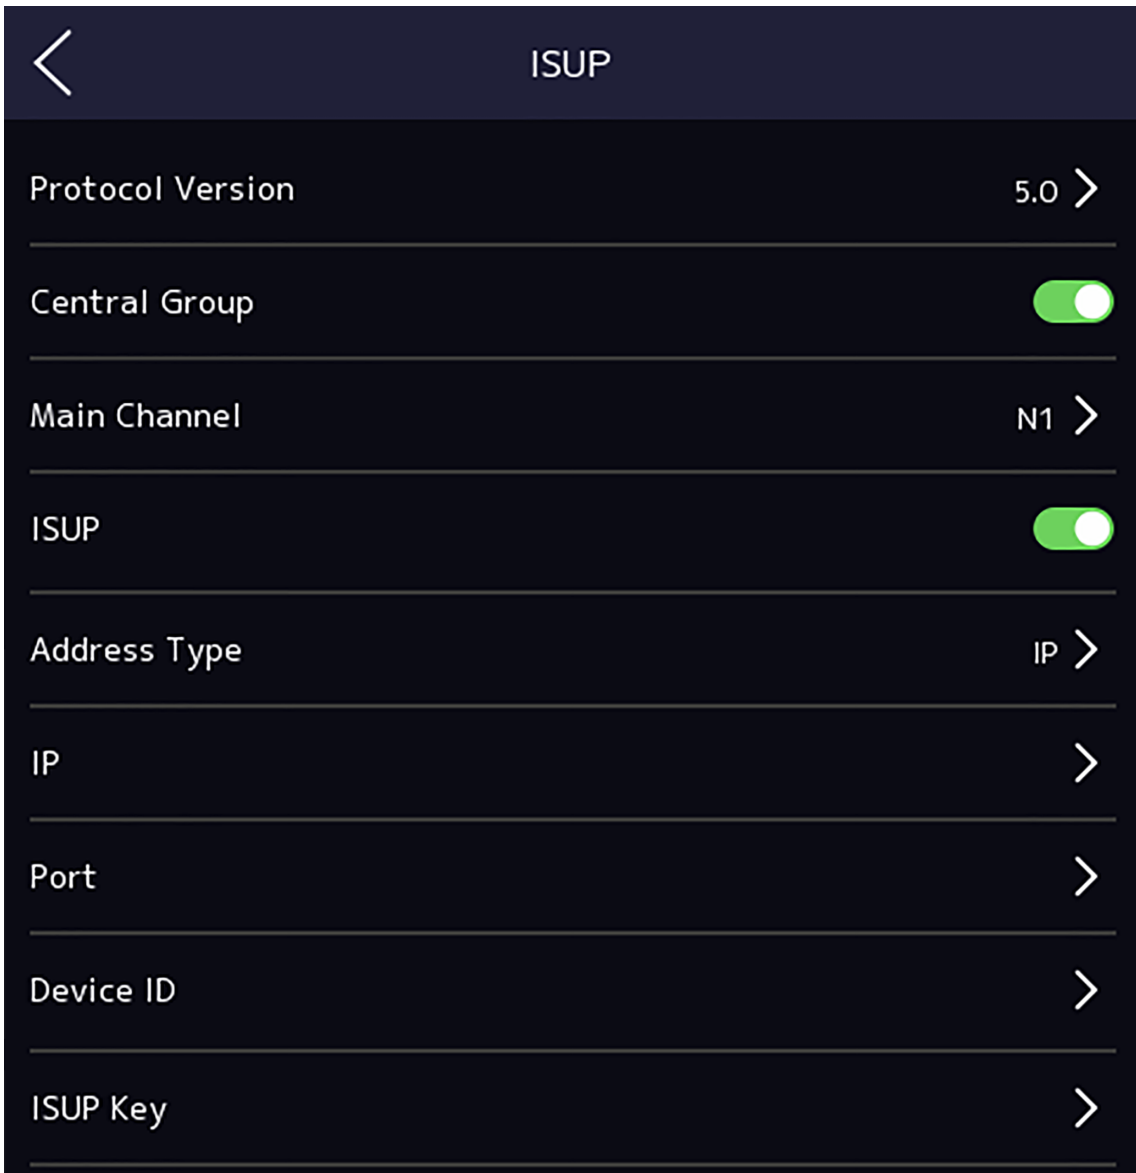 ISUP
Protocol Version 5.0
Central Group
Main Channel N1
ISUP
Address Type IP
IP
Port
Device ID
ISUP Key